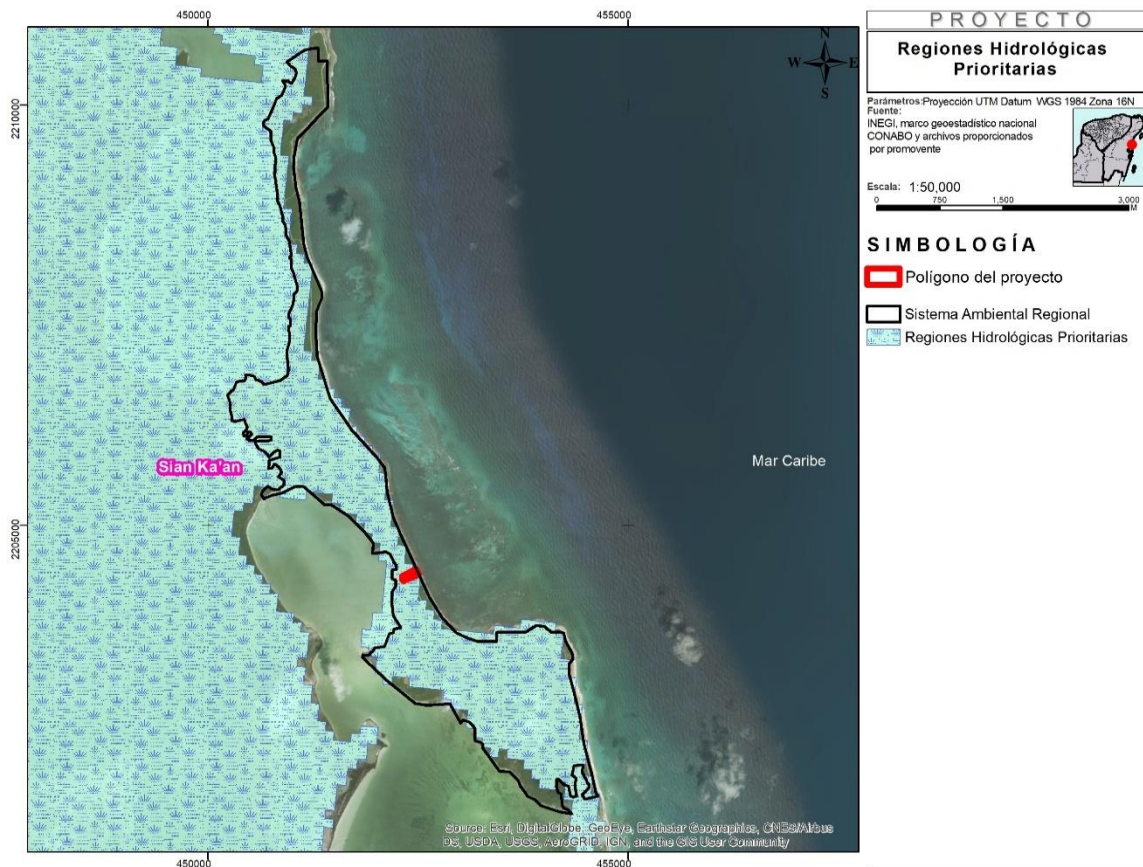 450000
455000
2210000
2205000
N
W
E
S
Sian Ka'an
Mar Caribe
Source: Esri, DigitalGlobe, GeoEye, Earthstar Geographics, CNES/Airbus
DS, USDA, USGS, AeroGRID, IGN, and the GIS User Community
450000
455000
PROYECTO
Regiones Hidrológicas
Prioritarias
Parámetros:Proyección UTM Datum WGS 1984 Zona 16N
Fuente:
INEGI, marco geoestadístico nacional
CONABO y archivos proporcionados
por promovente
Escala: 1:50,000
0 750 1,500 3,000
M
SIMBOLOGÍA
Polígono del proyecto
Sistema Ambiental Regional
Regiones Hidrológicas Prioritarias